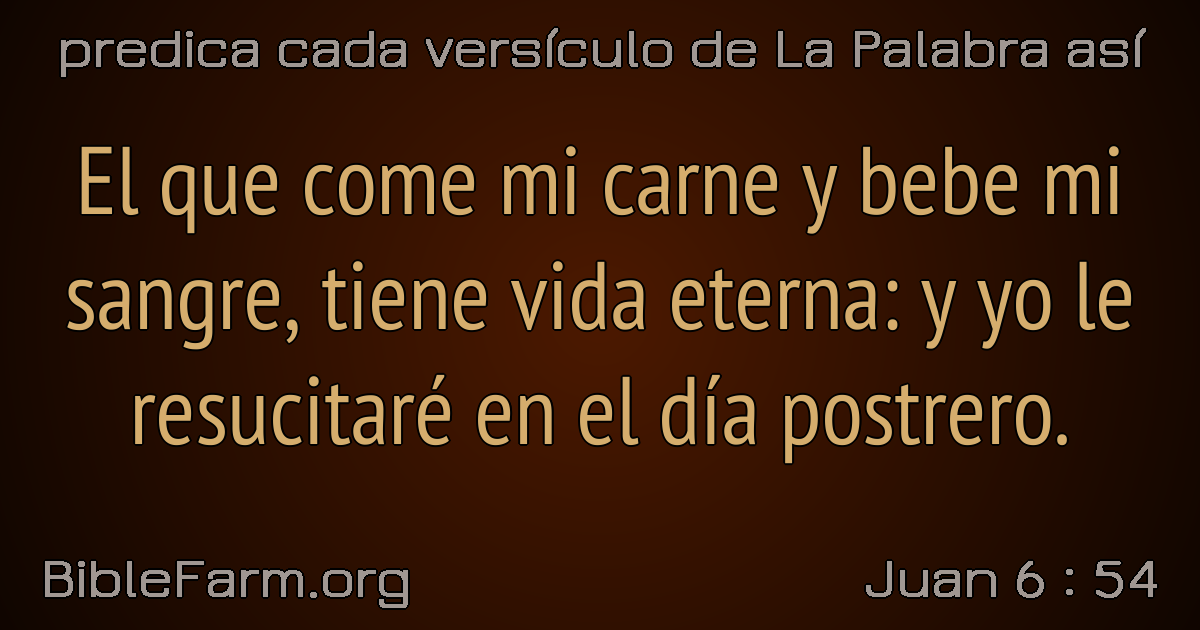 predica cada versículo de La Palabra así
El que come mi carne y bebe mi
sangre, tiene vida eterna: y yo le
resucitaré en el día postrero.
BibleFarm.org
Juan 6 : 54